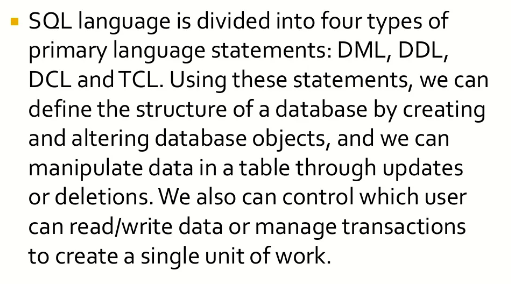 SQL language is divided into four types of
primary language statements: DML, DDL,
DCL and TCL. Using these statements, we can
define the structure of a database by creating
and altering database objects, and we can
manipulate data in a table through updates
or deletions. We also can control which user
can read/write data or manage transactions
to create a single unit of work.